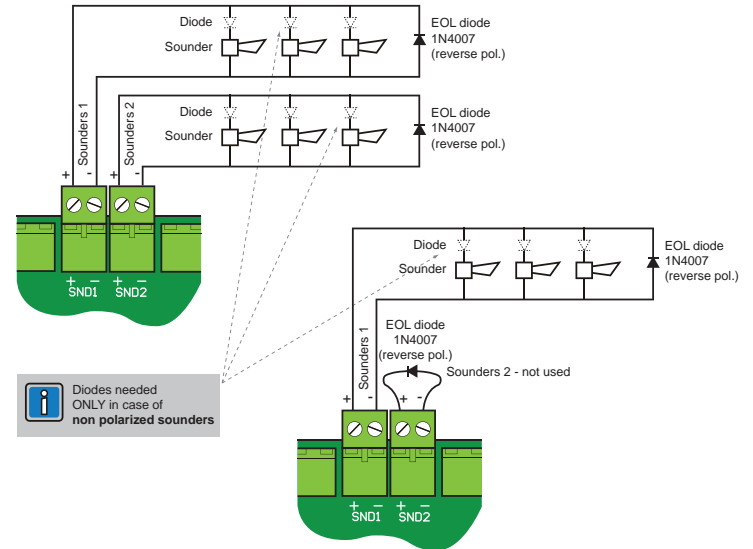 Diode
Sounder
EOL diode
1N4007
(reverse pol.)
Sounders 1
Sounders 2
Diode
Sounder
EOL diode
1N4007
(reverse pol.)
+ - + -
+ − + −
SND1 SND2
Diode
Sounder
EOL diode
1N4007
(reverse pol.)
EOL diode
1N4007
(reverse pol.)
Sounders 1
Sounders 2 - not used
+ - + -
+ − + −
SND1 SND2
i
Diodes needed
ONLY in case of
non polarized sounders